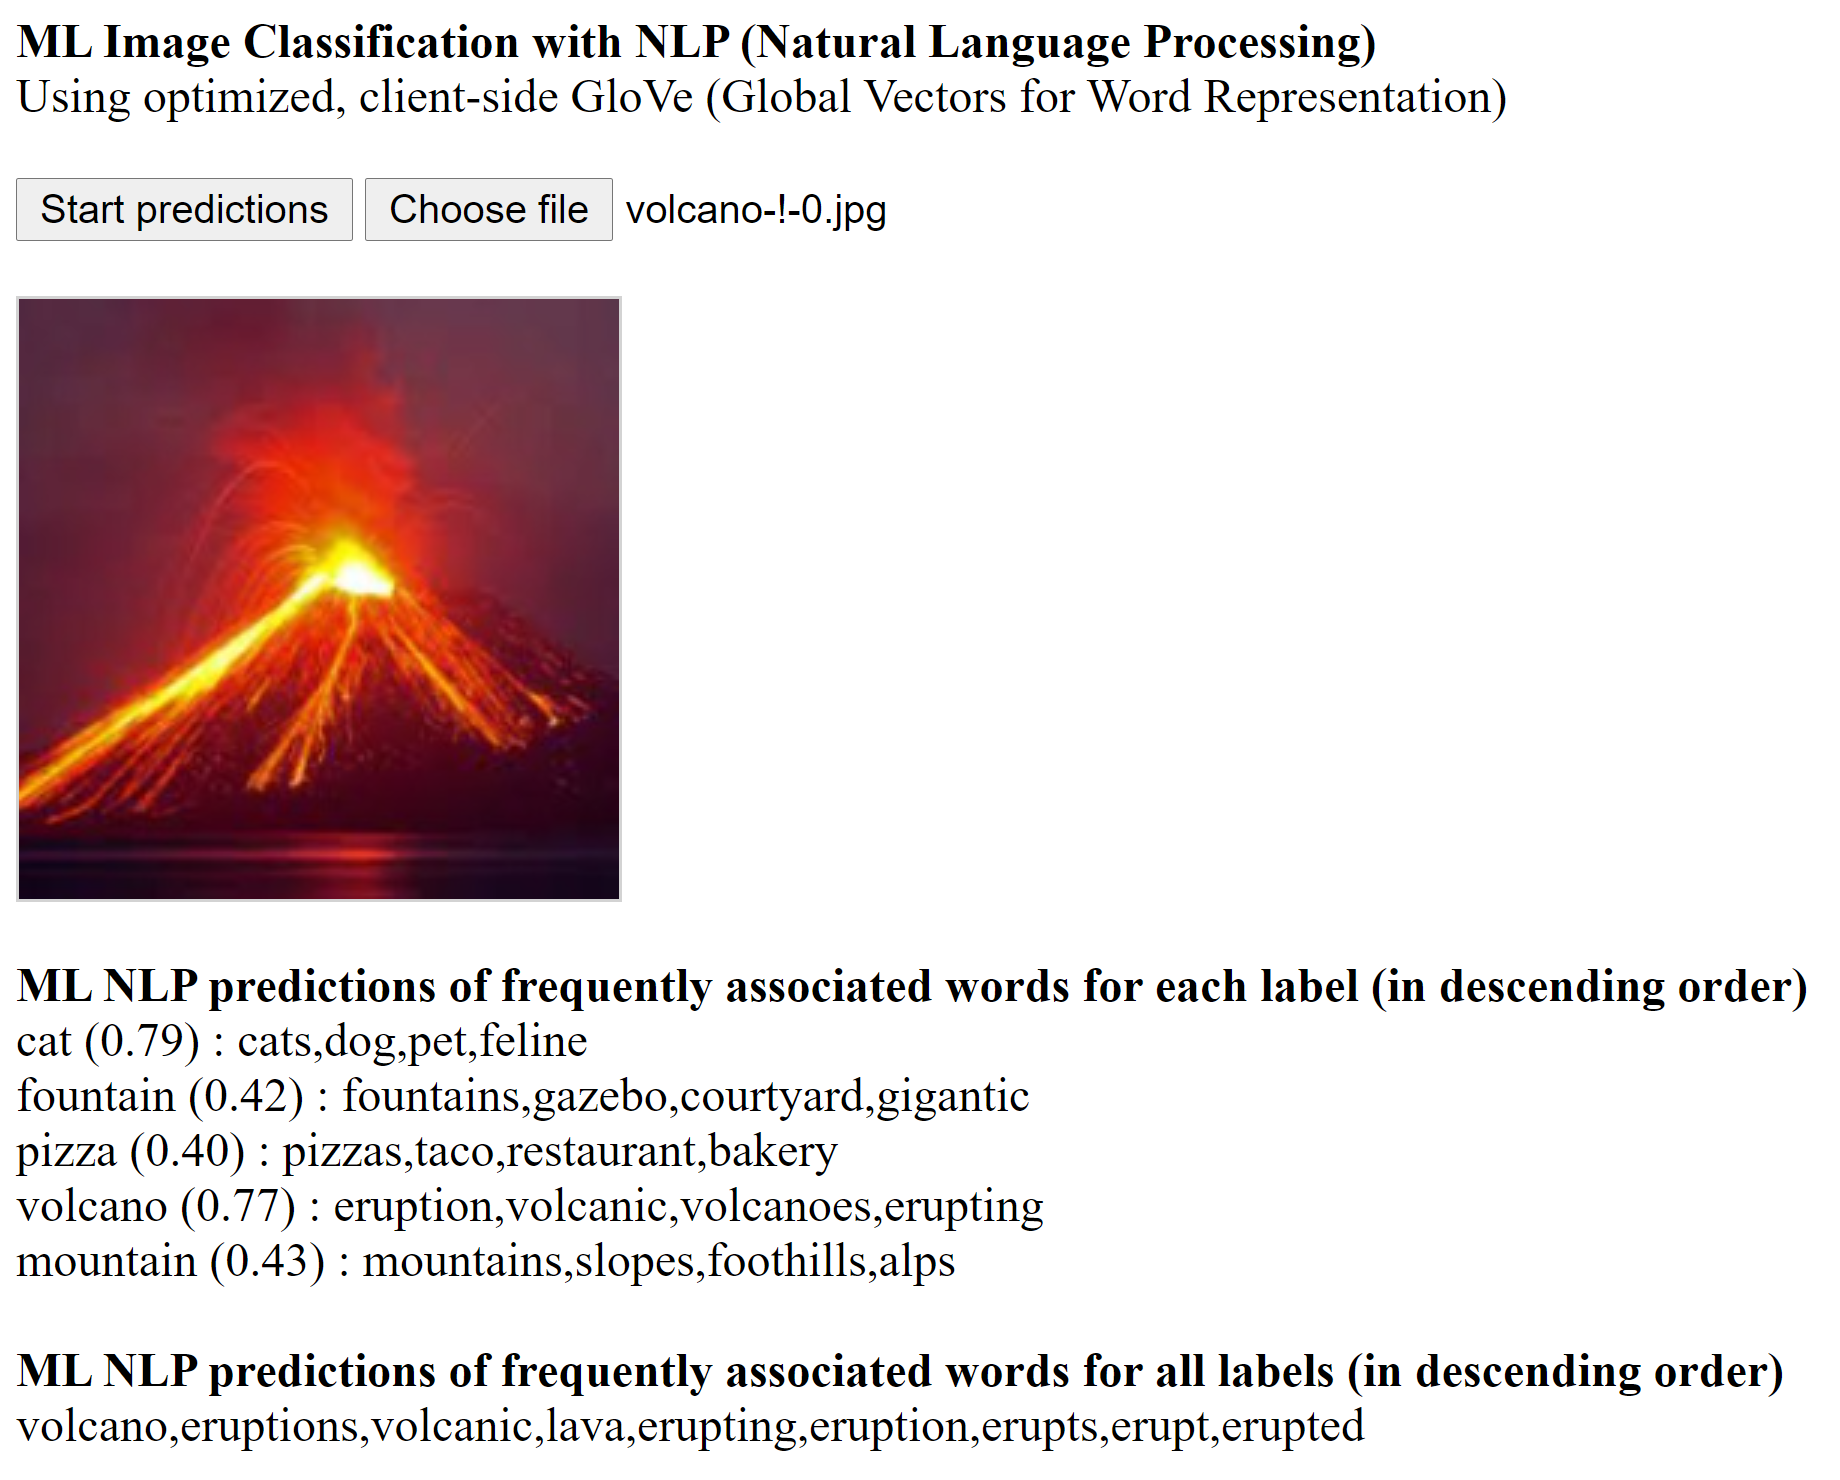 ML Image Classification with NLP (Natural Language Processing)
Using optimized, client-side GloVe (Global Vectors for Word Representation)
Start predictions Choose file volcano-!-0.jpg
ML NLP predictions of frequently associated words for each label (in descending order)
cat (0.79) : cats,dog,pet,feline
fountain (0.42) : fountains,gazebo,courtyard,gigantic
pizza (0.40) : pizzas,taco,restaurant,bakery
volcano (0.77) : eruption,volcanic,volcanoes,erupting
mountain (0.43) : mountains,slopes,foothills,alps
ML NLP predictions of frequently associated words for all labels (in descending order)
volcano,eruptions,volcanic,lava,erupting,eruption,erupts,erupt,erupted